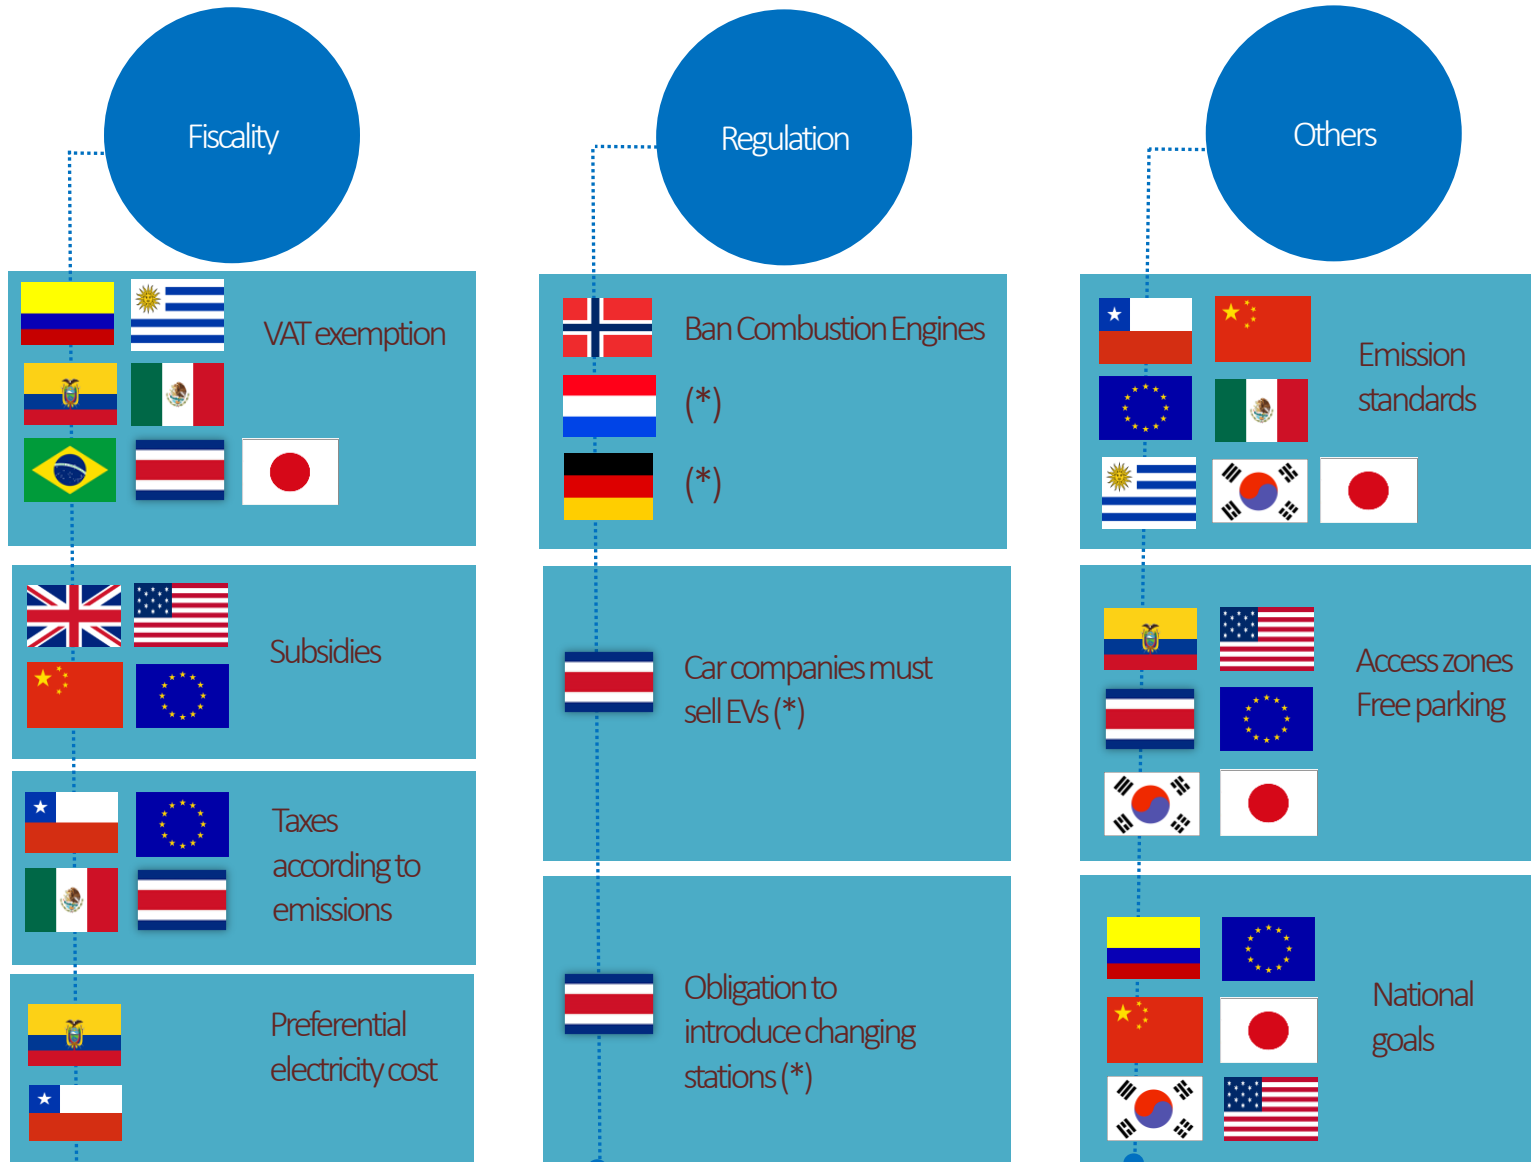 Fiscality
VAT exemption
Subsidies
Taxes
according to
emissions
Preferential
electricity cost
Regulation
Ban Combustion Engines
(*)
(*)
Car companies must
sell EVs (*)
Obligation to
introduce changing
stations (*)
Others
Emission
standards
Access zones
Free parking
National
goals